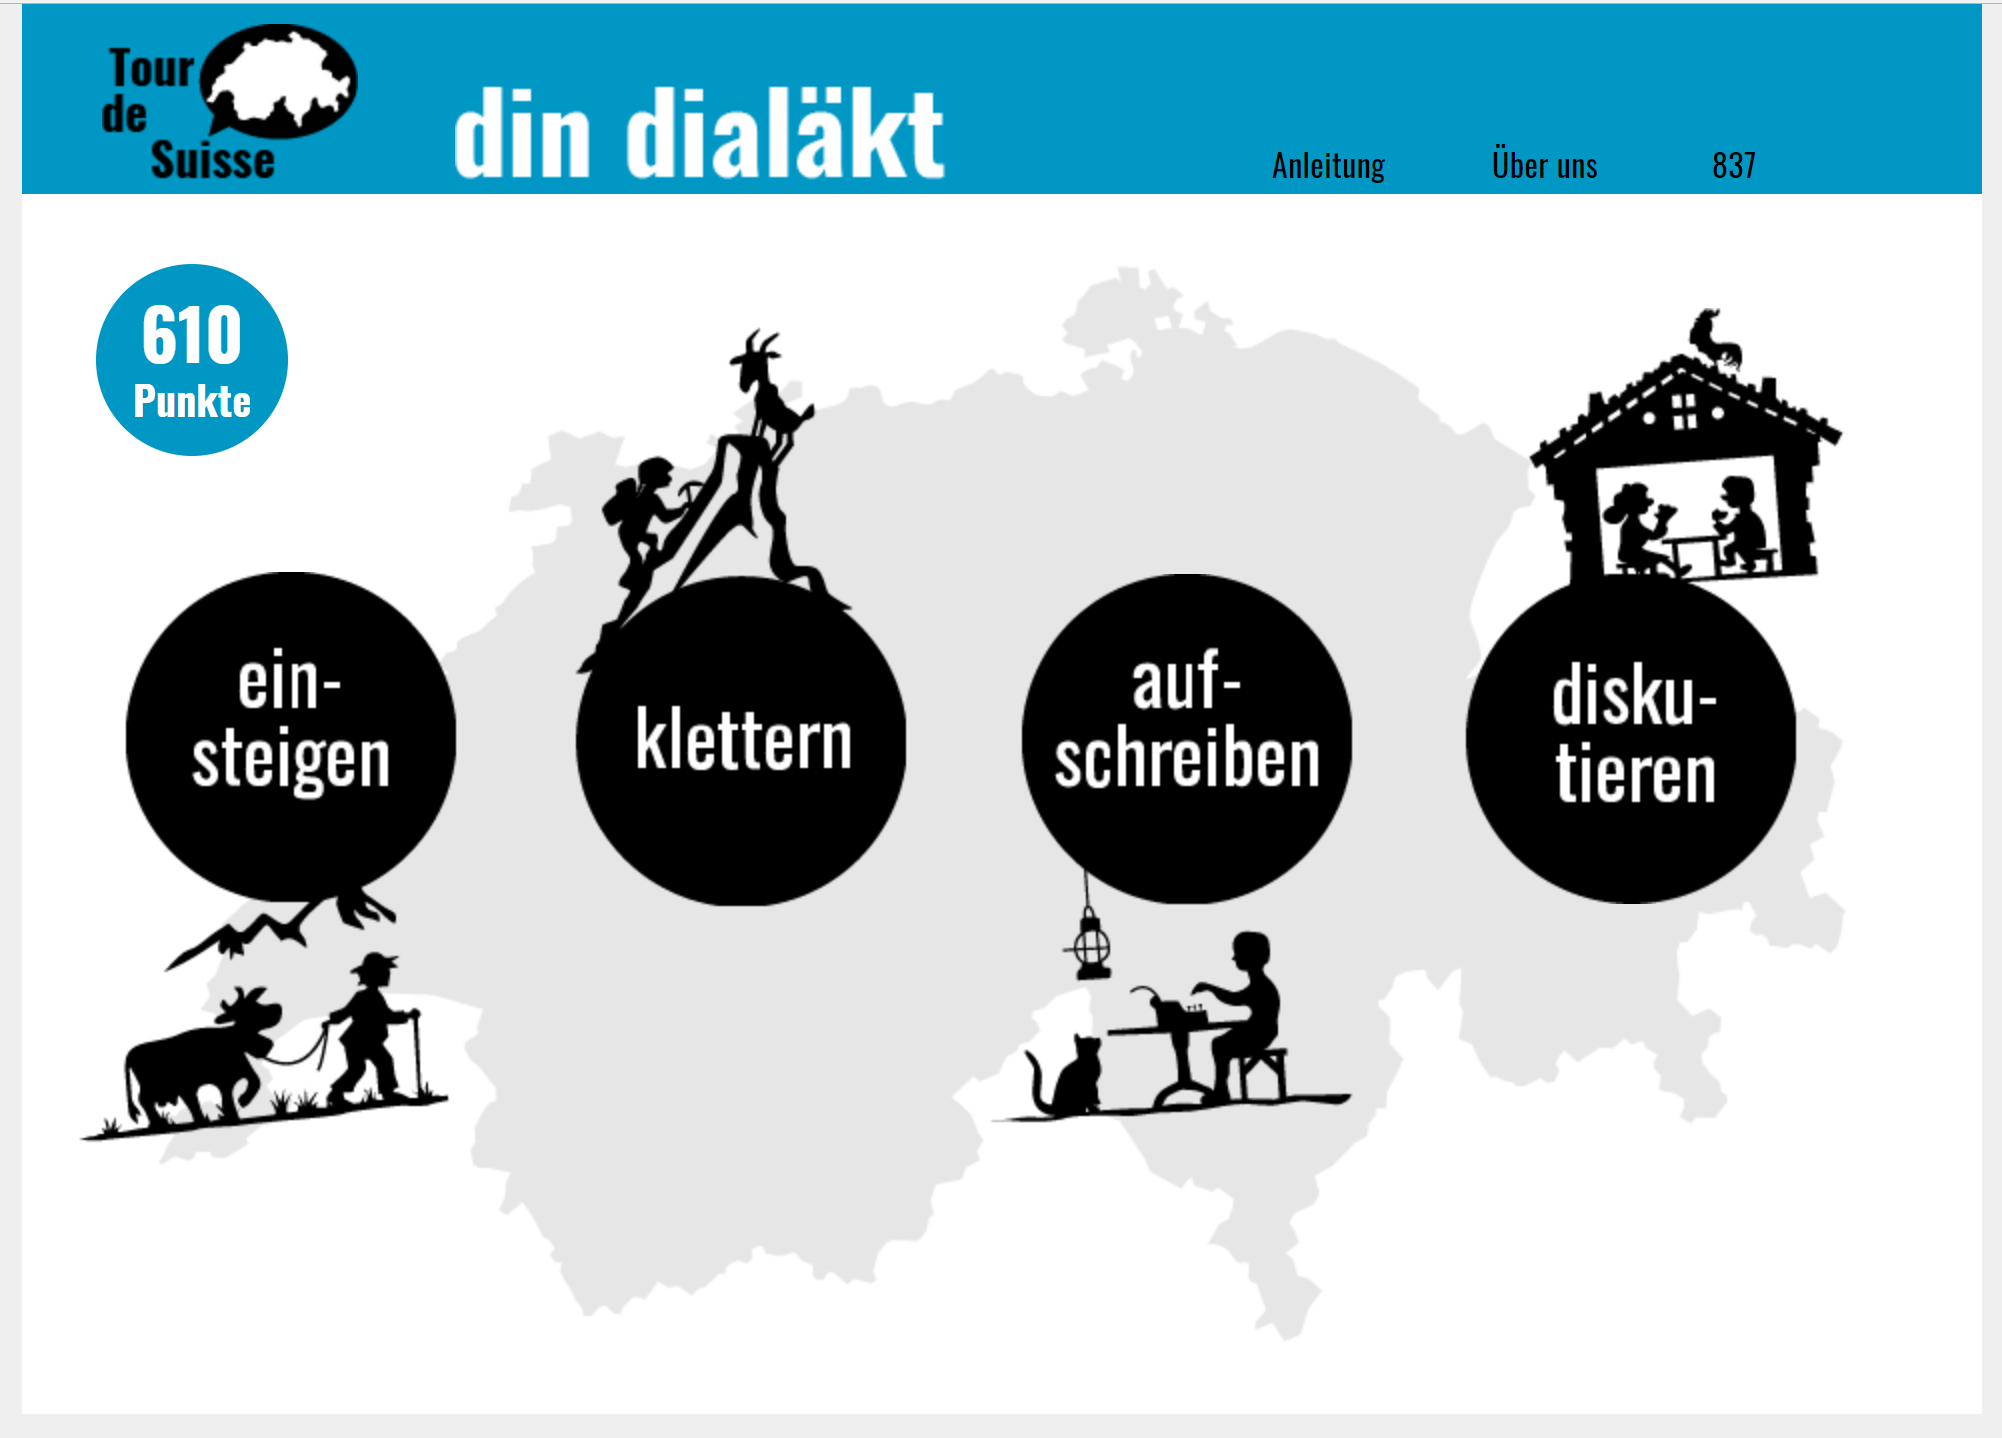 Tour
de
Suisse
din dialäkt
Anleitung
Über uns
837
610
Punkte
ein-
steigen
klettern
auf-
schreiben
disku-
tieren